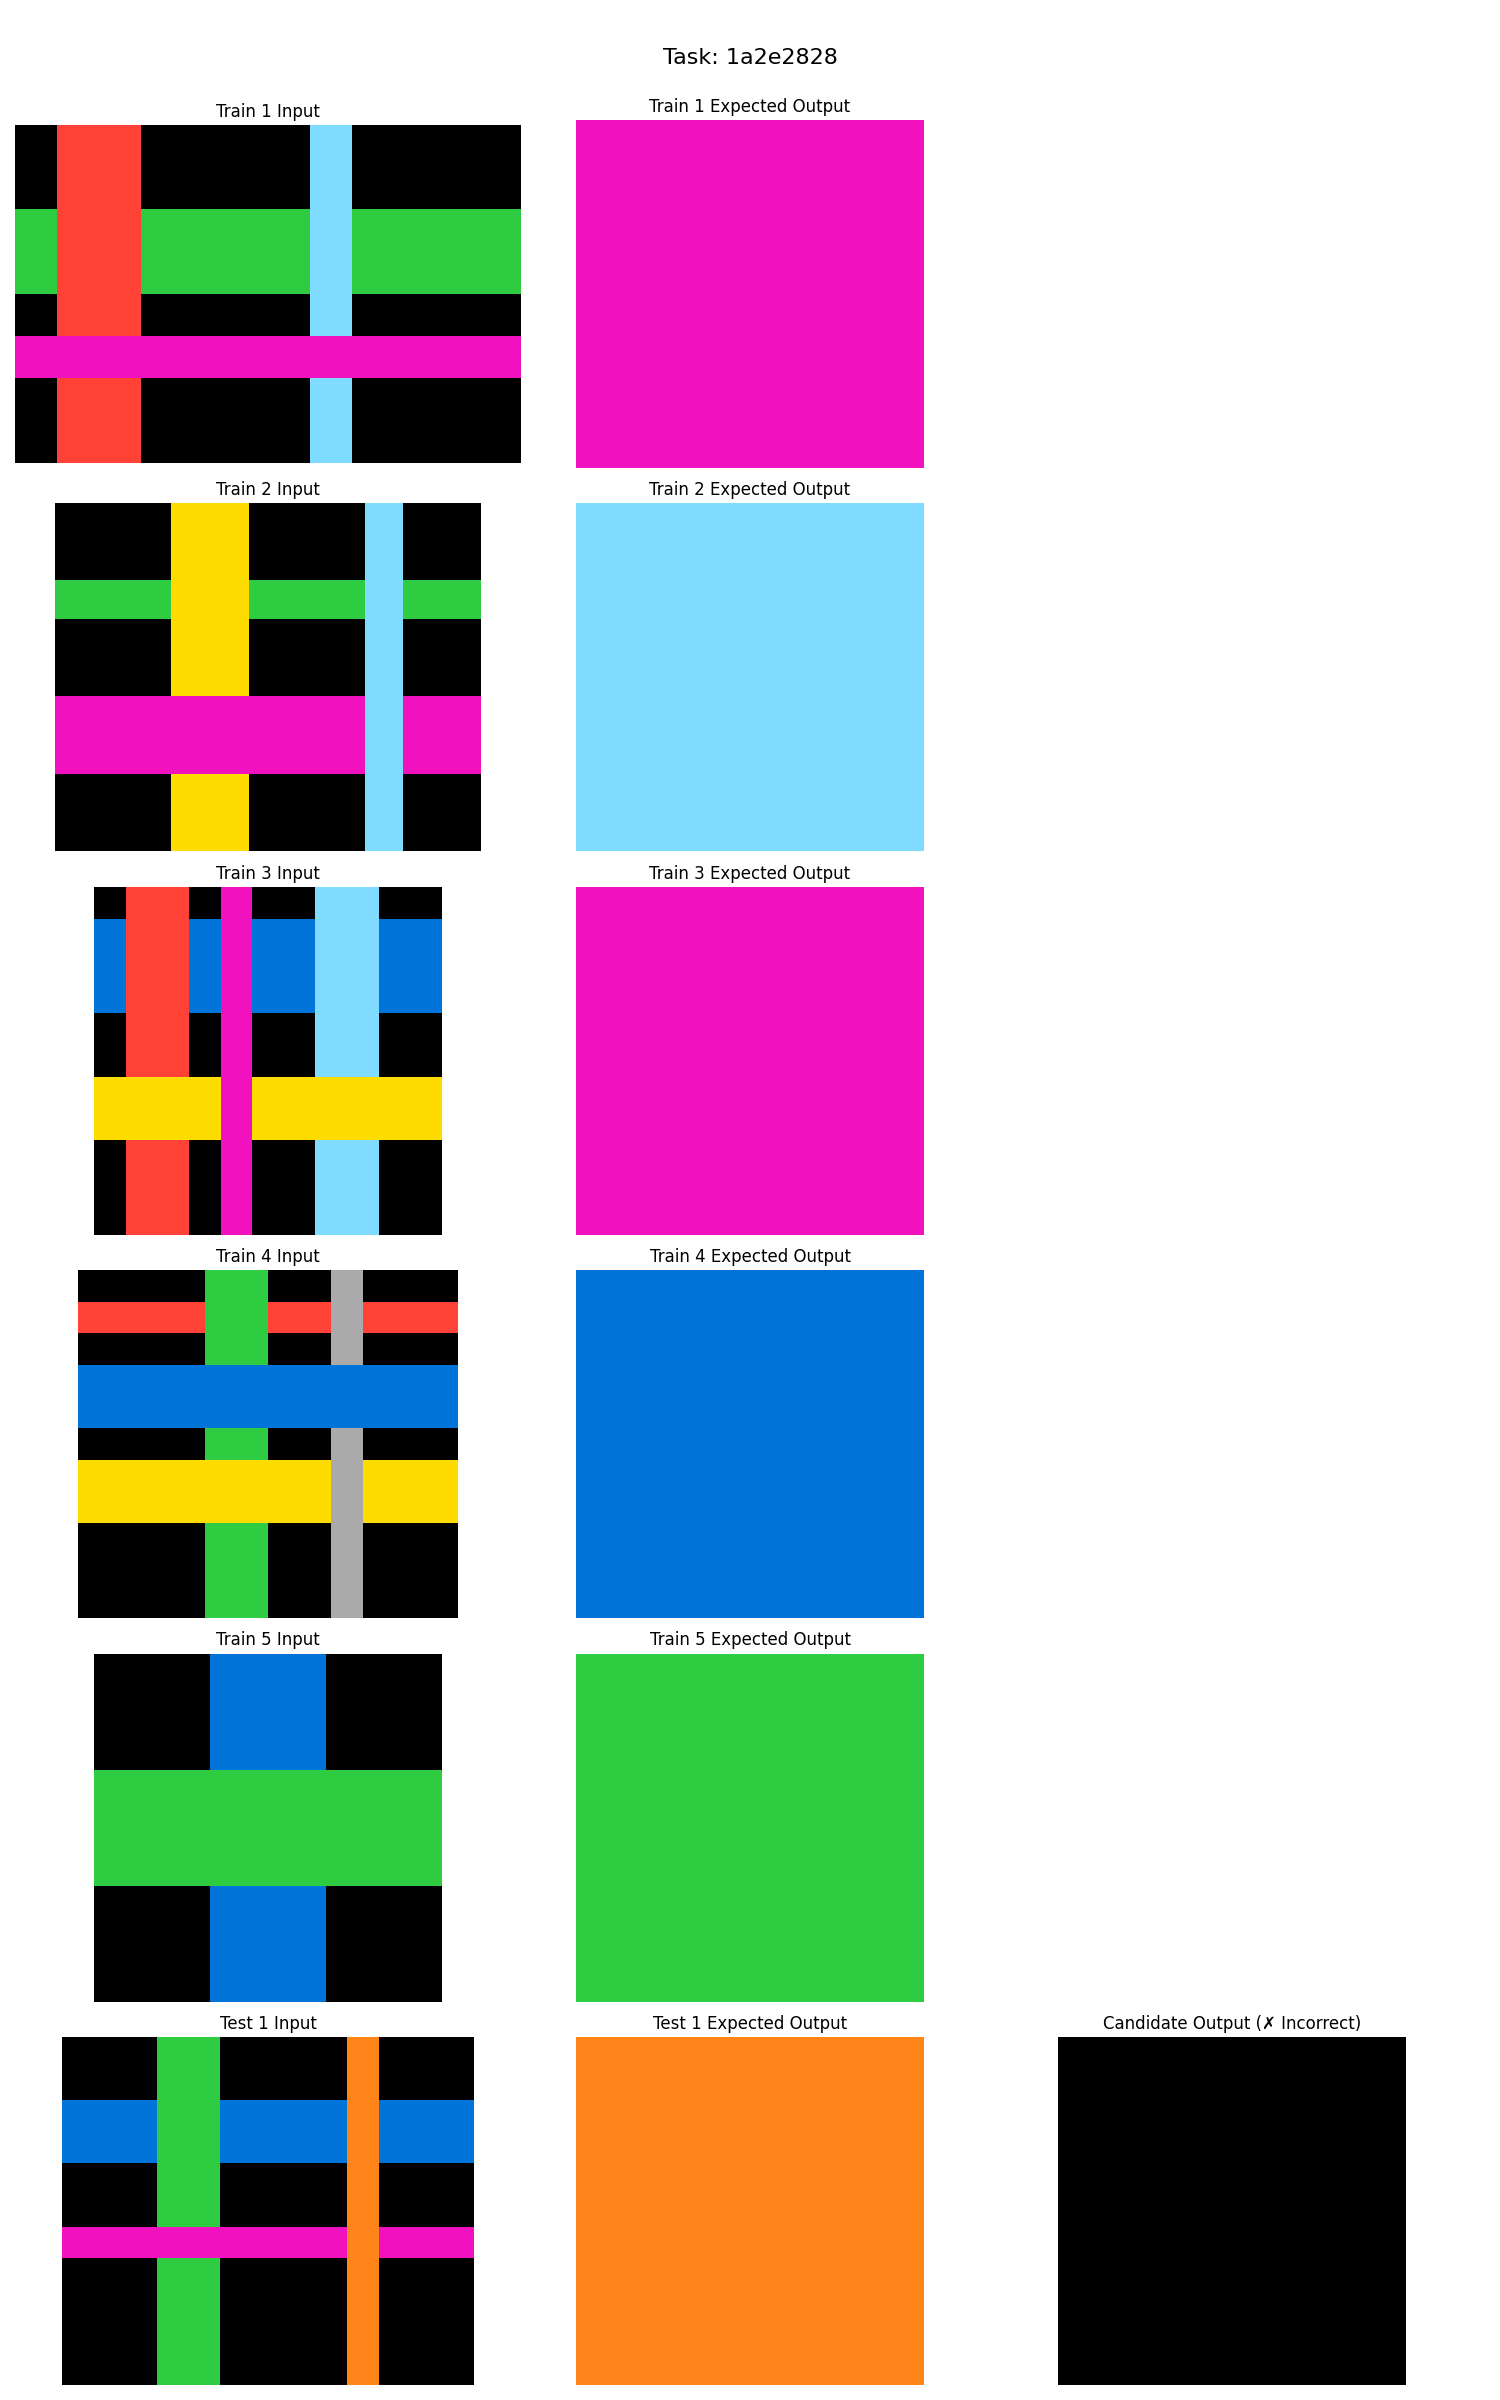 Task: 1a2e2828
Train 1 Input
Train 1 Expected Output
Train 2 Input
Train 2 Expected Output
Train 3 Input
Train 3 Expected Output
Train 4 Input
Train 4 Expected Output
Train 5 Input
Train 5 Expected Output
Test 1 Input
Test 1 Expected Output
Candidate Output (✗ Incorrect)